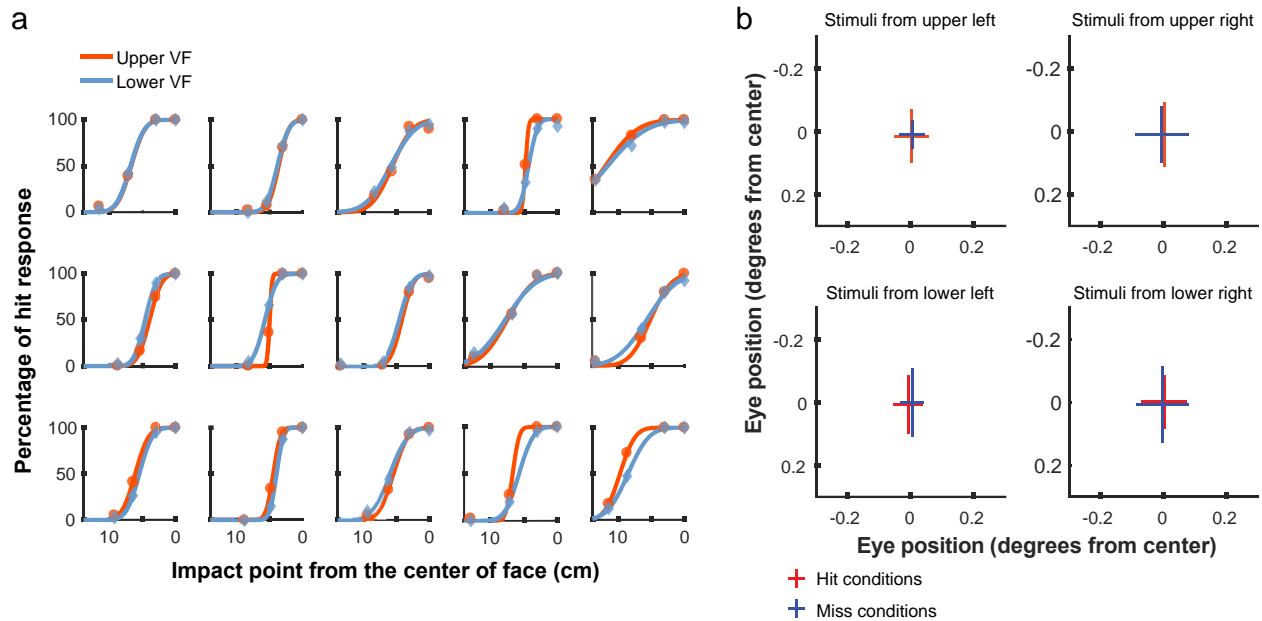 a
Upper VF
Lower VF
Percentage of hit response
100
50
0
100
50
0
100
50
0
10 0 10 0 10 0 10 0 10 0
Impact point from the center of face (cm)
b
Eye position (degrees from center)
Stimuli from upper left
-0.2
0
0.2
-0.2 0 0.2
Stimuli from upper right
-0.2 0 0.2
Stimuli from lower left
-0.2
0
0.2
-0.2 0 0.2
Stimuli from lower right
-0.2
0
0.2
-0.2 0 0.2
Eye position (degrees from center)
Hit conditions
Miss conditions